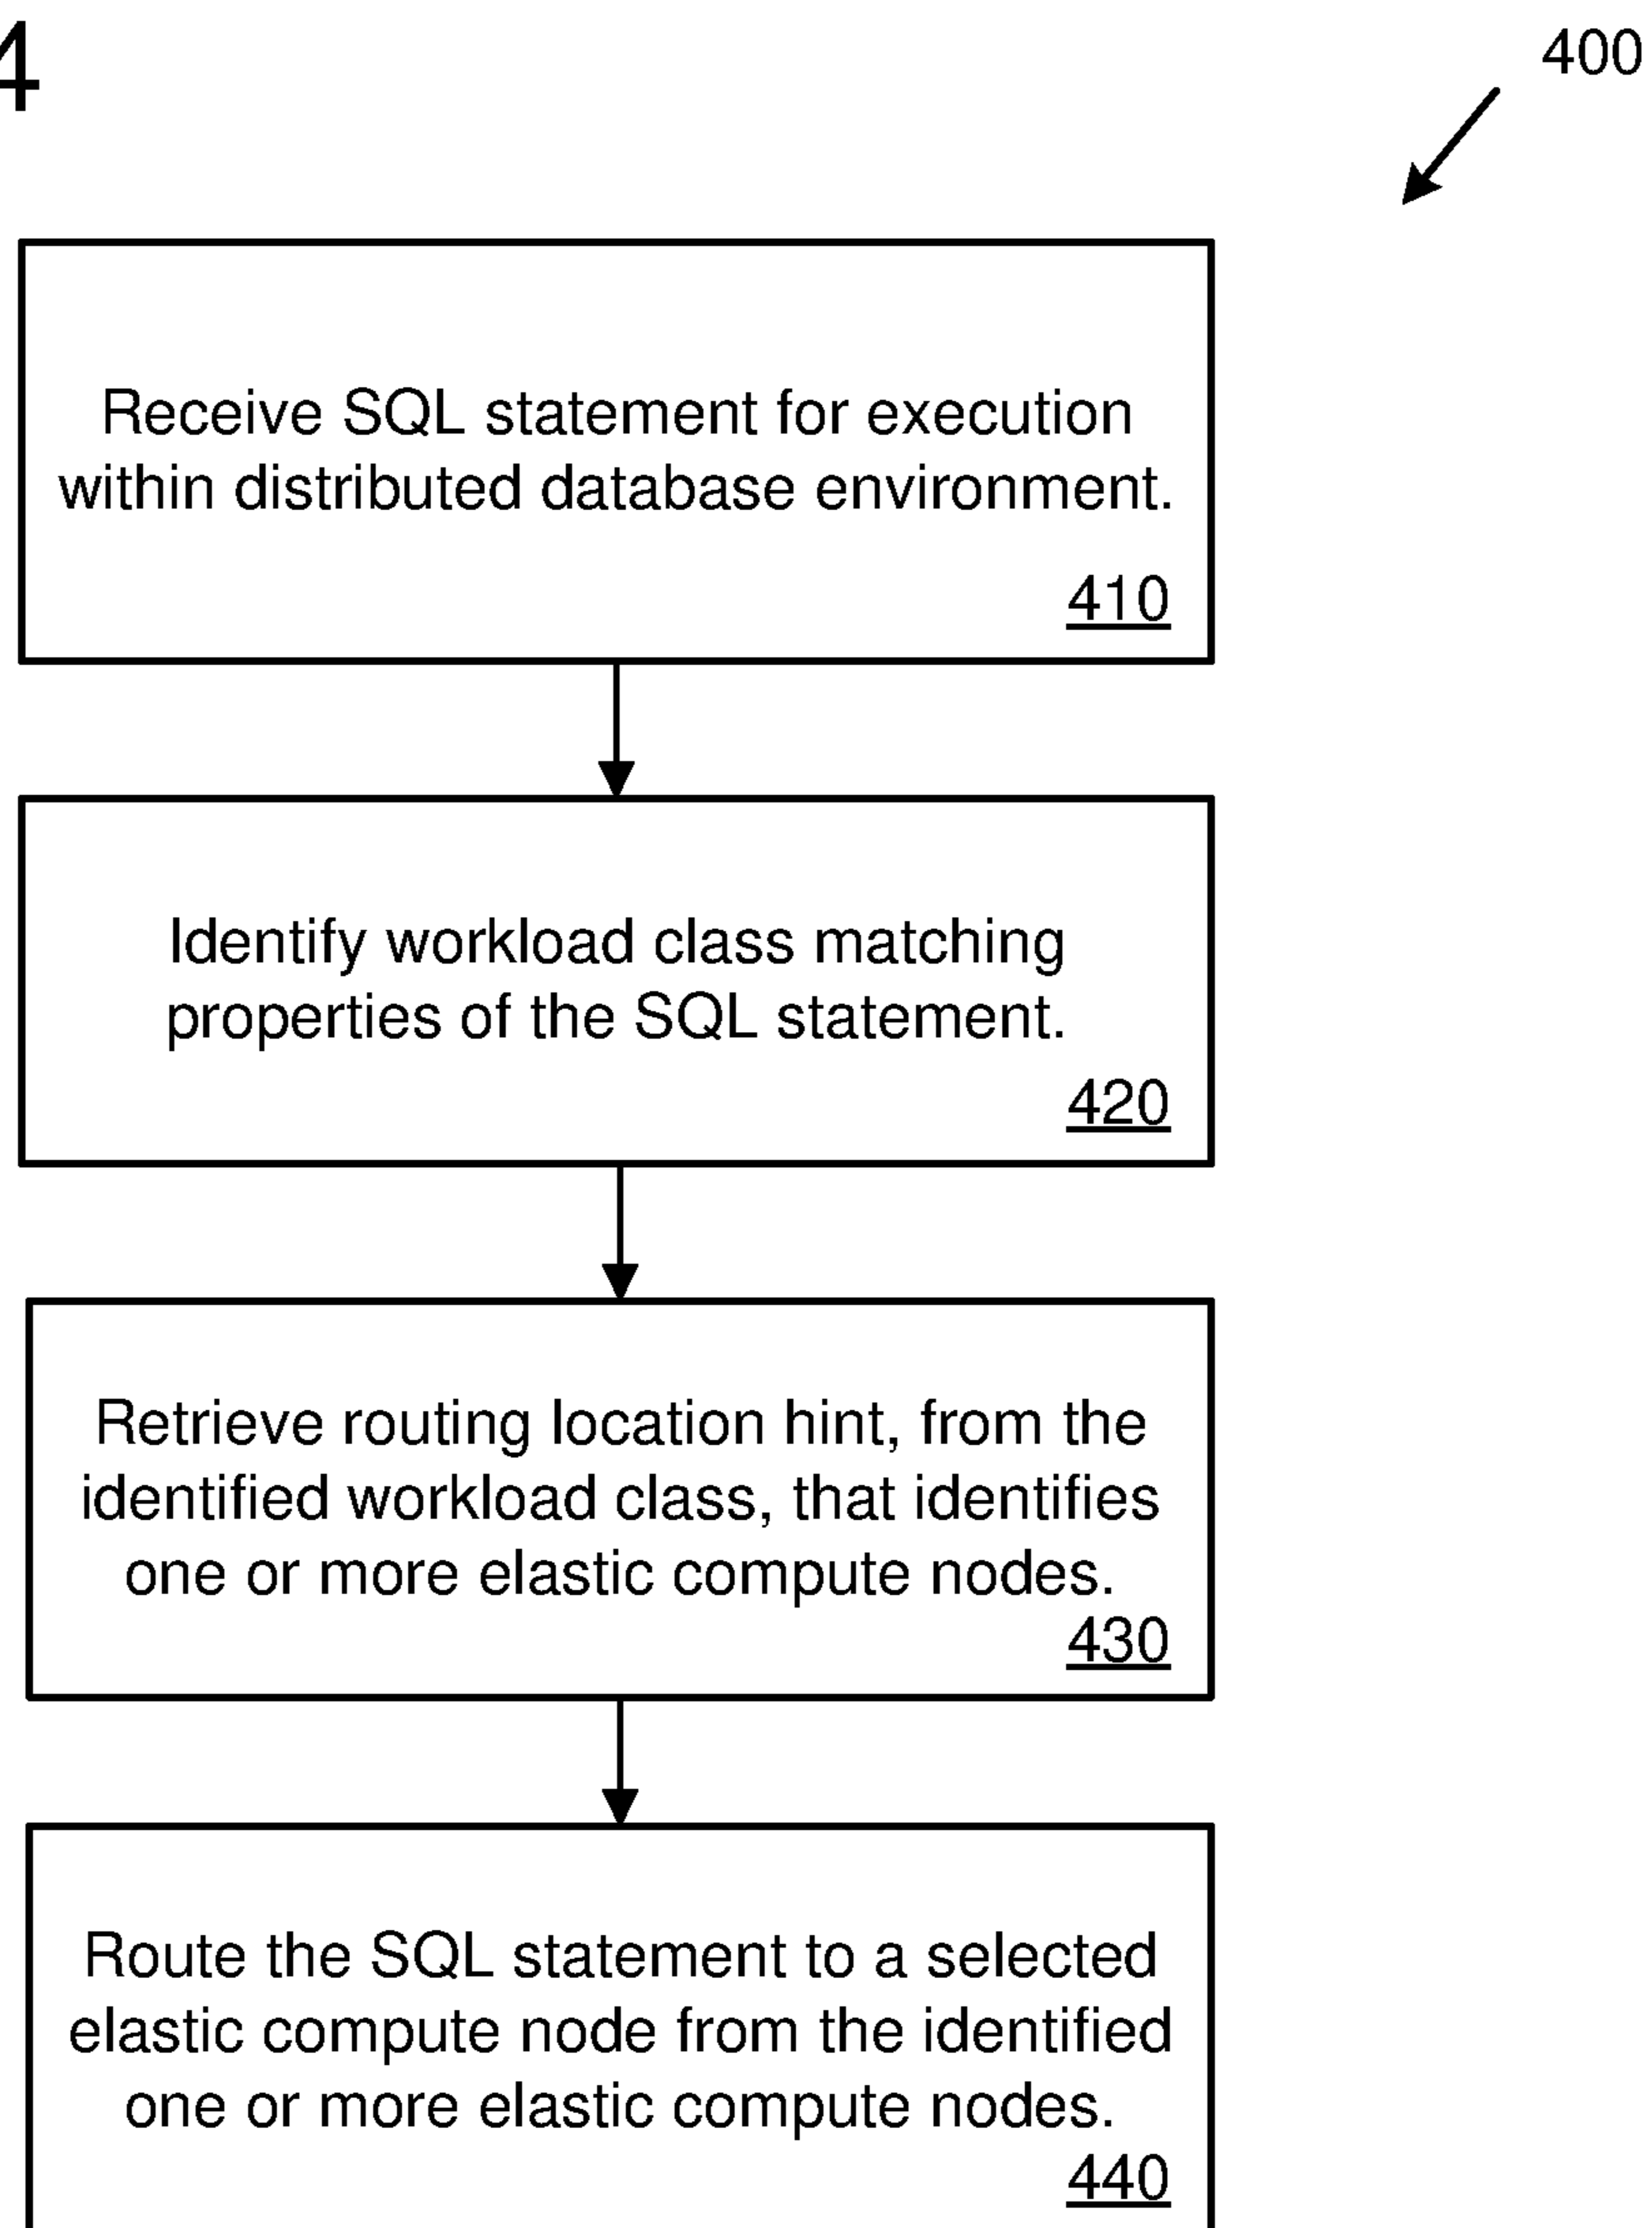 4
400
Receive SQL statement for execution
within distributed database environment.
410
Identify workload class matching
properties of the SQL statement.
420
Retrieve routing location hint, from the
identified workload class, that identifies
one or more elastic compute nodes.
430
Route the SQL statement to a selected
elastic compute node from the identified
one or more elastic compute nodes.
440